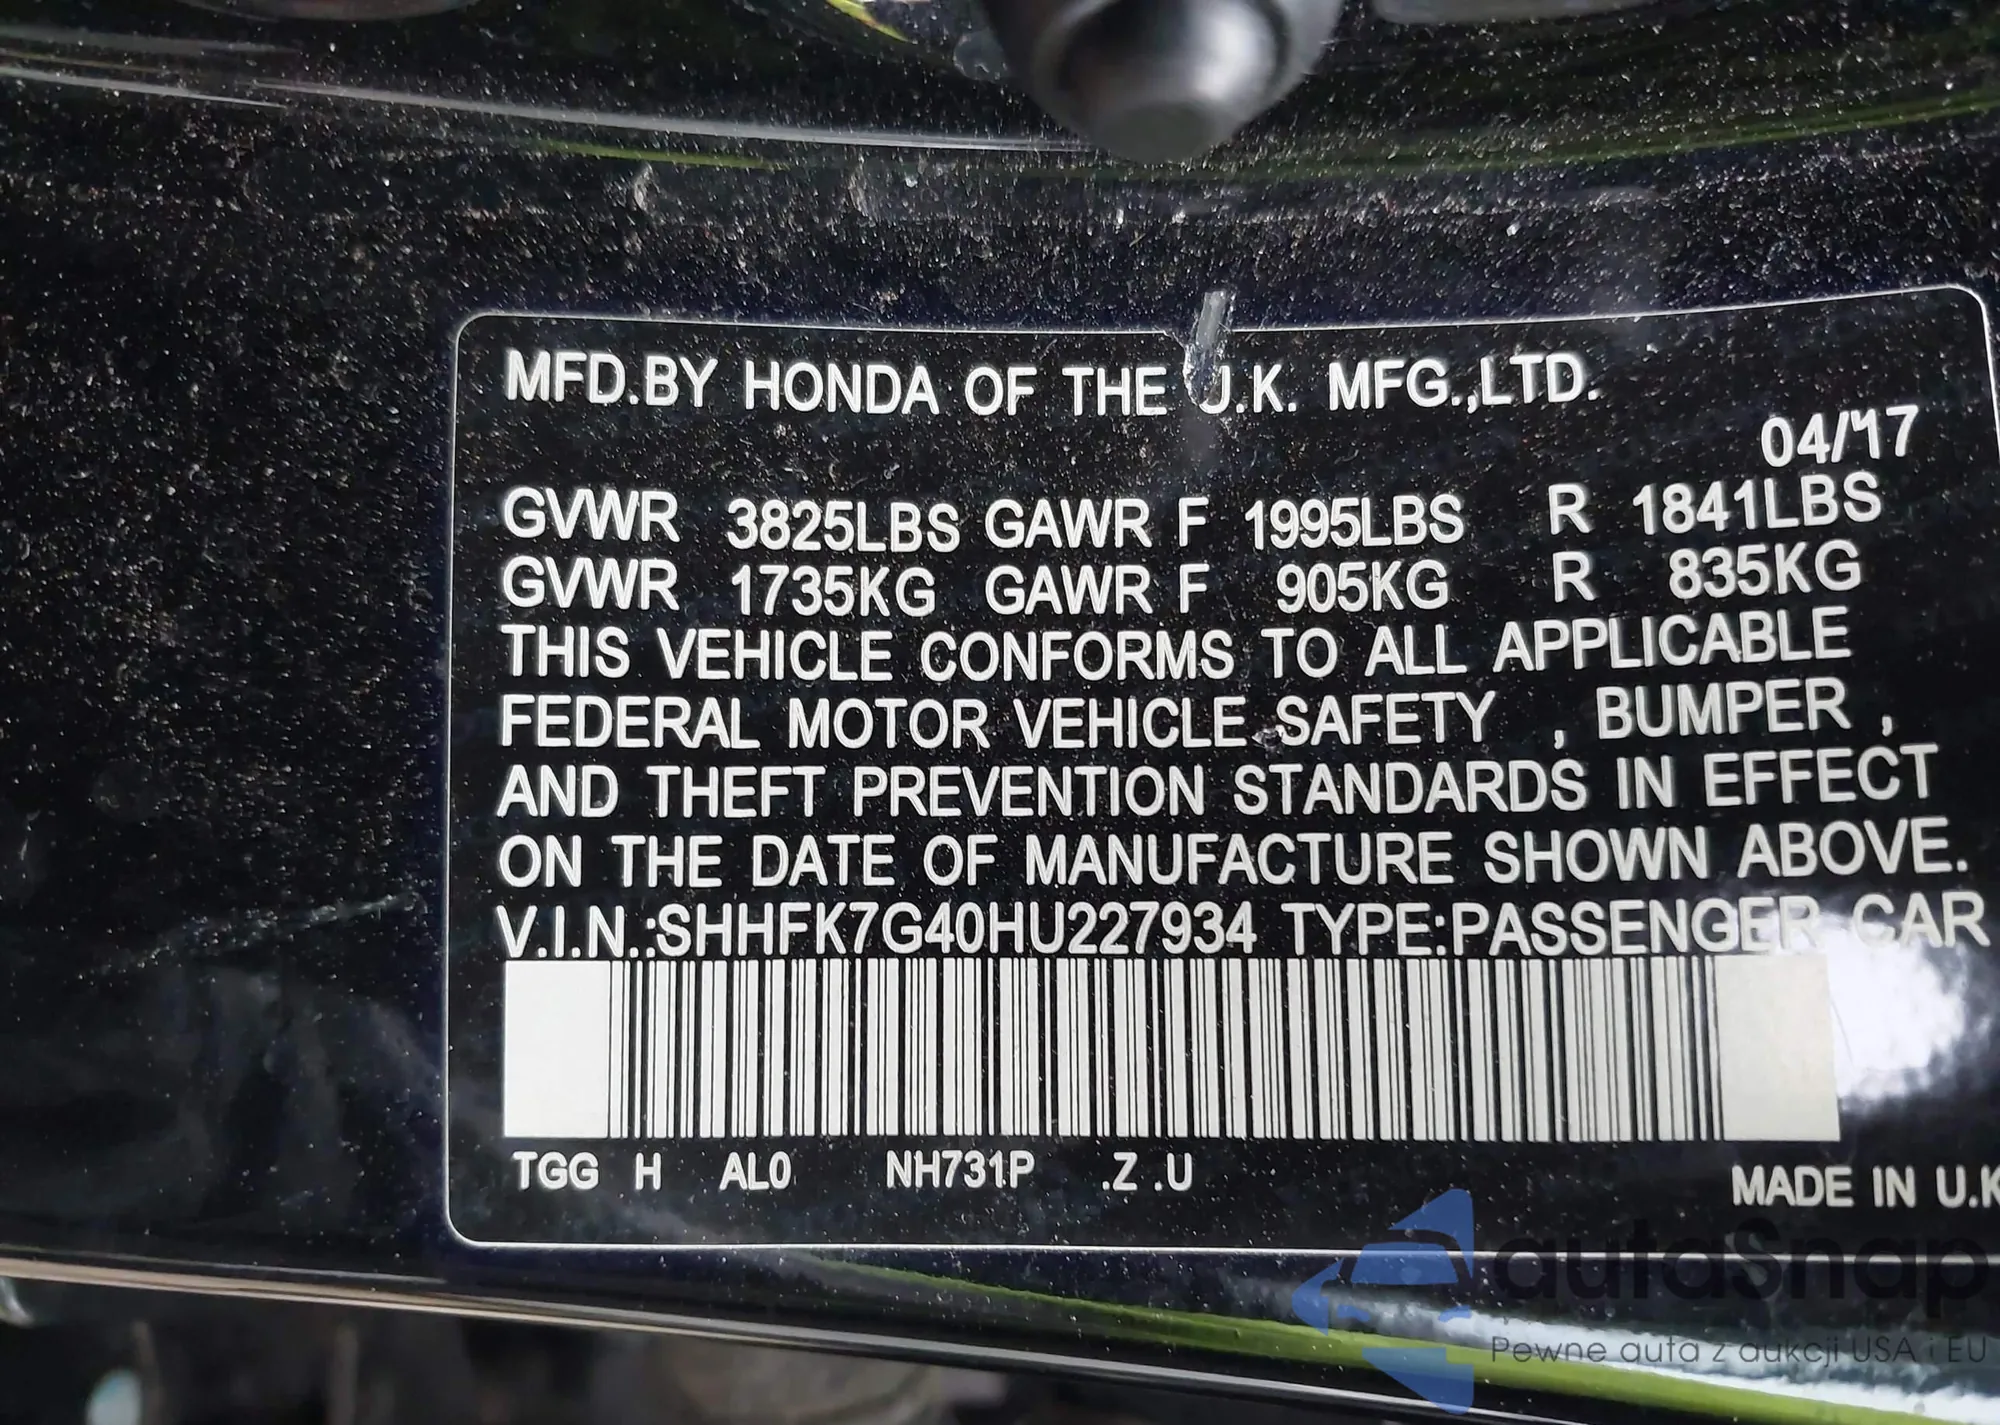 MFD.BY HONDA OF THE U.K. MFG.,LTD.
04/17
GVWR 3825LBS GAWR F 1995LBS R 1841LBS
GVWR 1735KG GAWR F 905KG R 835KG
THIS VEHICLE CONFORMS TO ALL APPLICABLE
FEDERAL MOTOR VEHICLE SAFETY , BUMPER ,
AND THEFT PREVENTION STANDARDS IN EFFECT
ON THE DATE OF MANUFACTURE SHOWN ABOVE.
V.I.N.:SHHFK7G40HU227934 TYPE:PASSENGER CAR
TGG H AL0 NH731P .Z .U
MADE IN U.K
autaSnap
Pewne auta z aukcji USA i EU